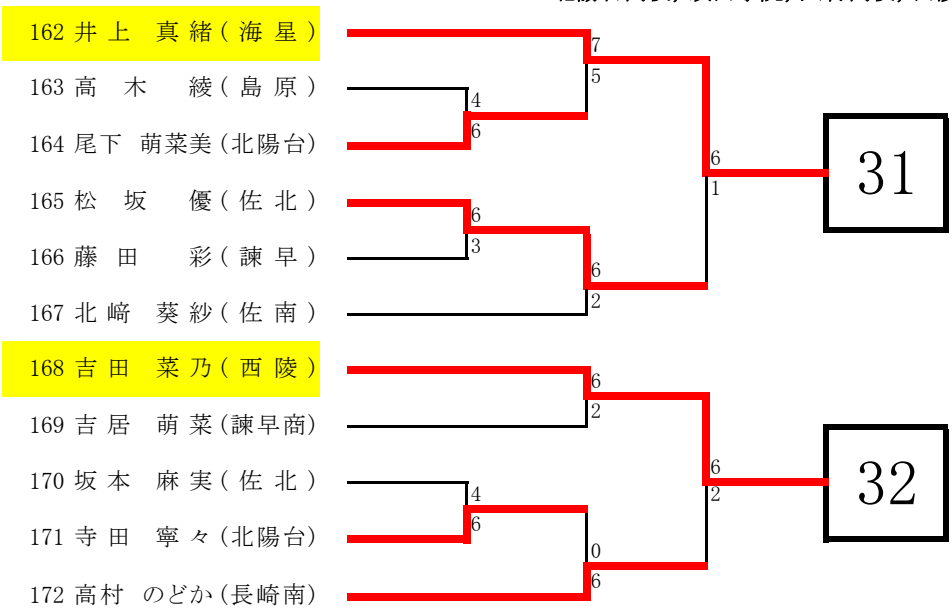 162 井上 真緒(海星)
7
163 高木 綾(島原)
5
4
164 尾下 萌菜美(北陽台)
6
6
31
165 松坂 優(佐北)
6
1
166 藤田 彩(諫早)
3
6
167 北﨑 葵紗(佐南)
2
168 吉田 菜乃(西陵)
6
169 吉居 萌菜(諫早商)
2
170 坂本 麻実(佐北)
4
6
32
171 寺田 寧々(北陽台)
6
2
0
172 高村 のどか(長崎南)
6